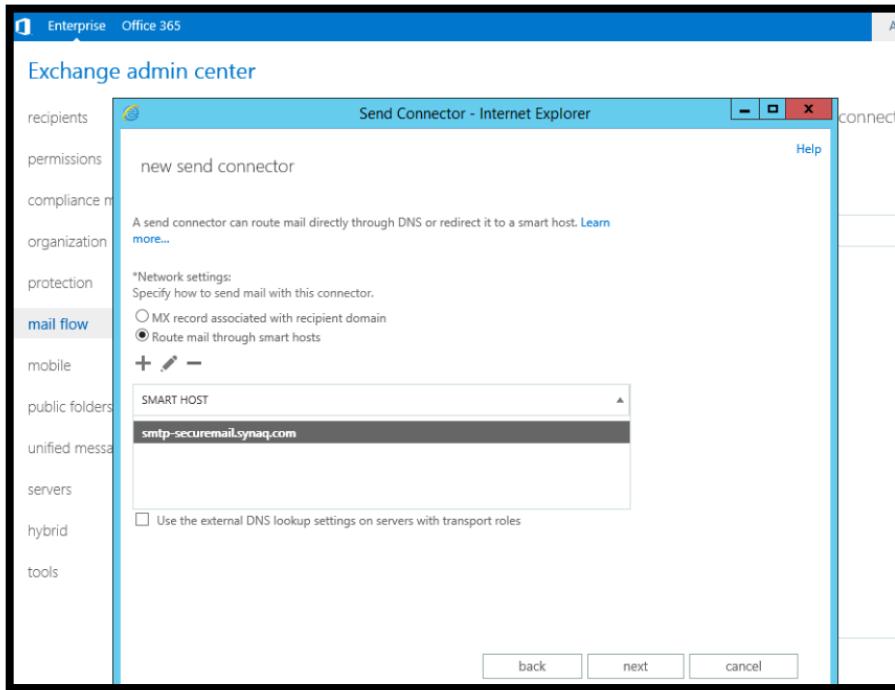 Enterprise Office 365
A
Exchange admin center
recipients
permissions
compliance m
organization
protection
mail flow
mobile
public folders
unified messa
servers
hybrid
tools
connect
Send Connector - Internet Explorer
x
Help
new send connector
A send connector can route mail directly through DNS or redirect it to a smart host. Learn
more...
*Network settings:
Specify how to send mail with this connector.
MX record associated with recipient domain
Route mail through smart hosts
SMART HOST
smtp-securemail.synaq.com
Use the external DNS lookup settings on servers with transport roles
back next cancel